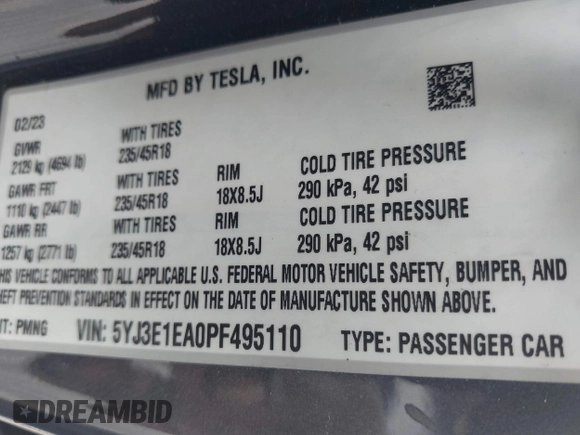 MFD BY TESLA, INC.
02/23
GVWR WITH TIRES
2129 kg (4694 lb) 235/45R18 RIM COLD TIRE PRESSURE
GAWR FRT WITH TIRES 18X8.5J 290 kPa, 42 psi
1110 kg (2447 lb) 235/45R18
GAWR RR WITH TIRES RIM COLD TIRE PRESSURE
1257 kg (2771 lb) 235/45R18 18X8.5J 290 kPa, 42 psi
HIS VEHICLE CONFORMS TO ALL APPLICABLE U.S. FEDERAL MOTOR VEHICLE SAFETY, BUMPER, AND
HEFT PREVENTION STANDARDS IN EFFECT ON THE DATE OF MANUFACTURE SHOWN ABOVE.
NT: PMNG VIN: 5YJ3E1EA0PF495110 TYPE: PASSENGER CAR
DREAMBID